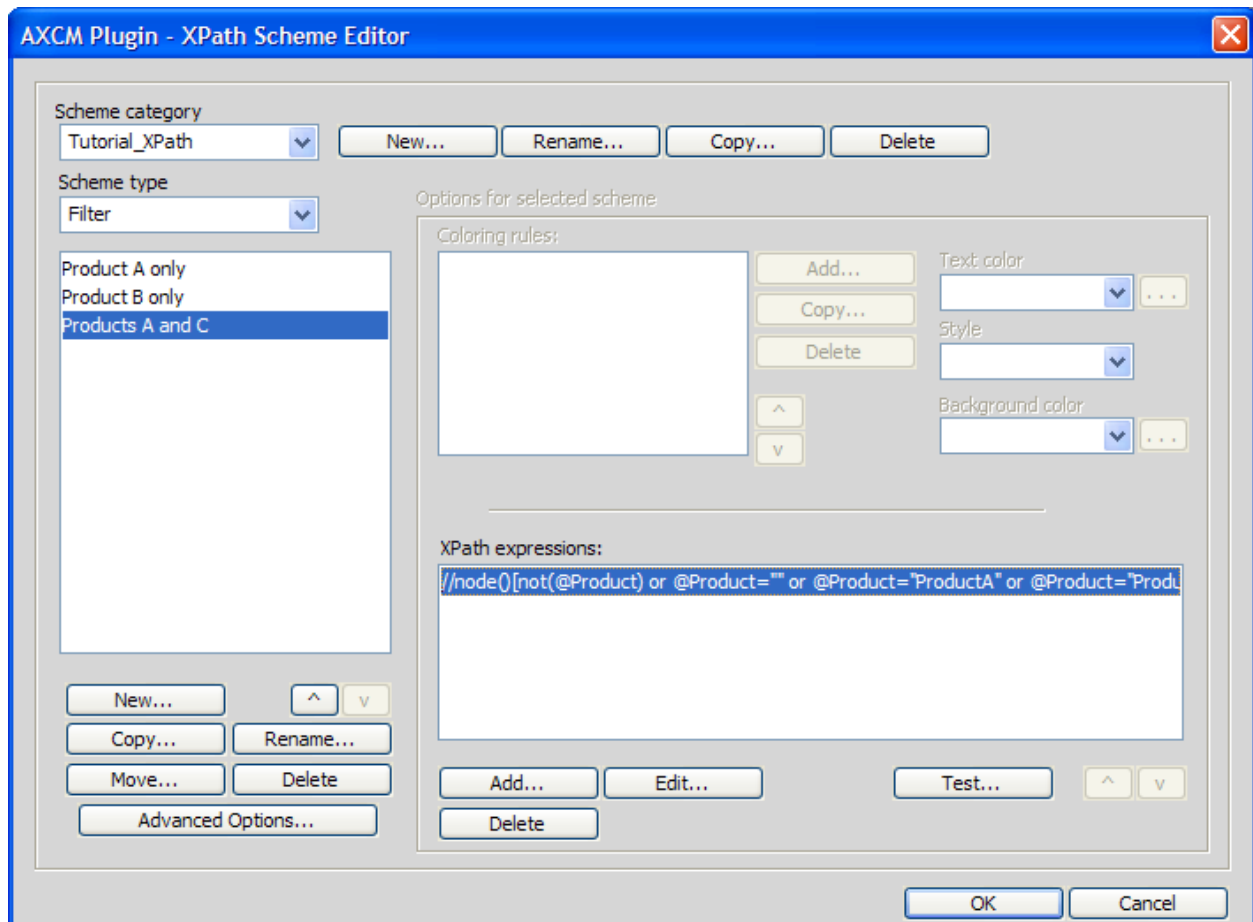 AXCM Plugin - XPath Scheme Editor
Scheme category
Tutorial_XPath
New... Rename... Copy... Delete
Scheme type
Filter
Options for selected scheme
Product A only
Product B only
Products A and C
Coloring rules:
Add...
Copy...
Delete
^
v
Text color
...
Style
Background color
...
XPath expressions:
//node()[not(@Product) or @Product="" or @Product="ProductA" or @Product="Produ
New... ^ v
Copy... Rename...
Move... Delete
Advanced Options...
Add... Edit... Test... ^ v
Delete
OK Cancel